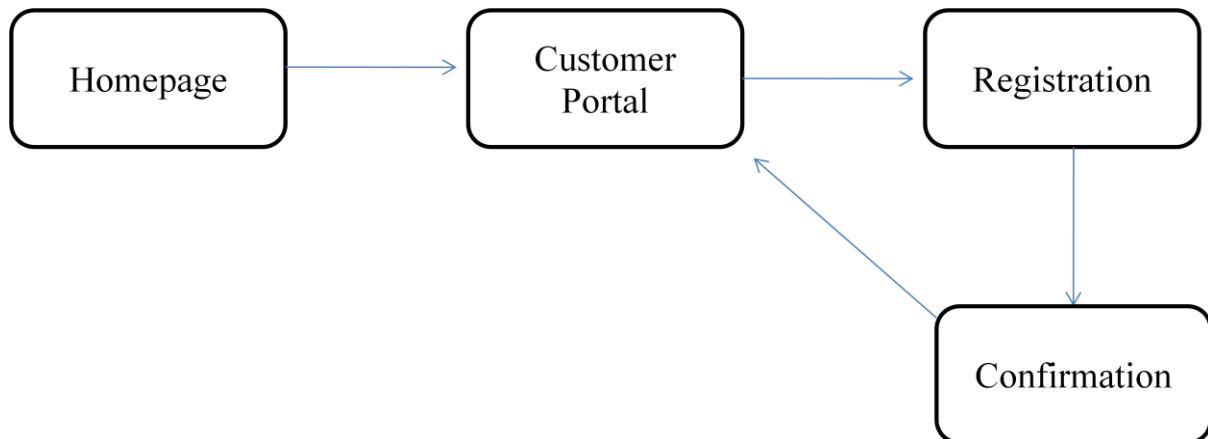 Homepage
Customer
Portal
Registration
Confirmation